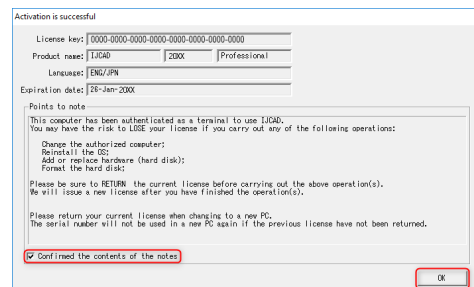 Activation is successful
License key: 0000-0000-0000-0000-0000-0000-0000
Product name: IJCAD 20XX Professional
Language: ENG/JPN
Expiration date: 26-Jan-20XX
Points to note
This computer has been authenticated as a terminal to use IJCAD.
You may have the risk to LOSE your license if you carry out any of the following operations:
Change the authorized computer;
Reinstall the OS;
Add or replace hardware (hard disk);
Format the hard disk;
Please be sure to RETURN the current license before carrying out the above operation(s).
We will issue a new license after you have finished the operation(s).
Please return your current license when changing to a new PC.
The serial number will not be used in a new PC again if the previous license have not been returned.
Confirmed the contents of the notes
OK